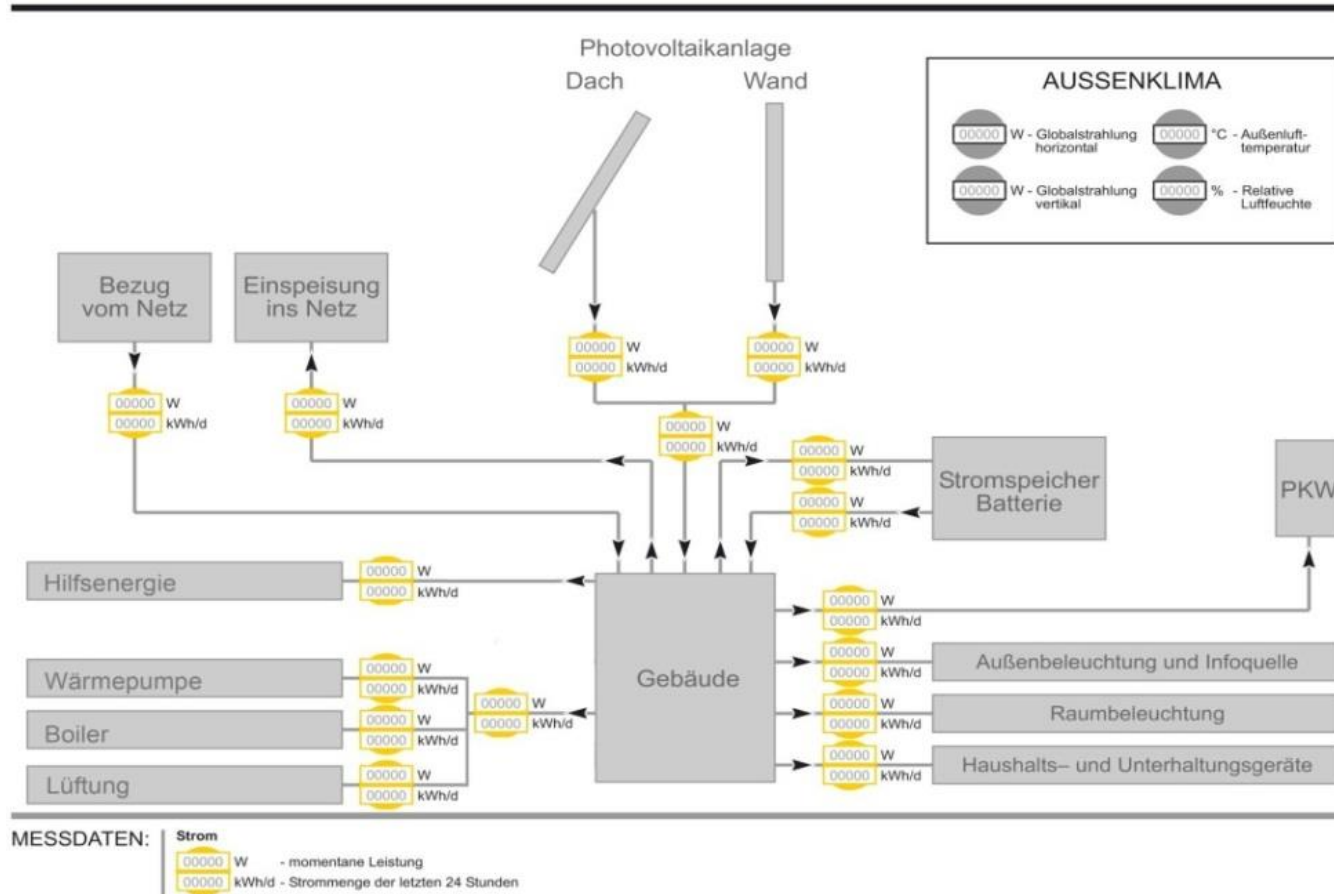 Photovoltaikanlage
Dach
Wand
AUSSENKLIMA
00000 W - Globalstrahlung
horizontal
00000 °C - Außenluft-
temperatur
00000 W - Globalstrahlung
vertikal
00000 % - Relative
Luftfeuchte
Bezug
vom Netz
Einspeisung
ins Netz
00000 W
00000 kWh/d
00000 W
00000 kWh/d
00000 W
00000 kWh/d
00000 W
00000 kWh/d
00000 W
00000 kWh/d
00000 W
00000 kWh/d
00000 W
00000 kWh/d
Stromspeicher
Batterie
PKW
Hilfsenergie
00000 W
00000 kWh/d
00000 W
00000 kWh/d
Wärmepumpe
00000 W
00000 kWh/d
Boiler
00000 W
00000 kWh/d
Lüftung
00000 W
00000 kWh/d
00000 W
00000 kWh/d
Gebäude
00000 W
00000 kWh/d
Außenbeleuchtung und Infoquelle
00000 W
00000 kWh/d
Raumbeleuchtung
00000 W
00000 kWh/d
Haushalts– und Unterhaltungsgeräte
MESSDATEN:
Strom
00000 W - momentane Leistung
00000 kWh/d - Strommenge der letzten 24 Stunden